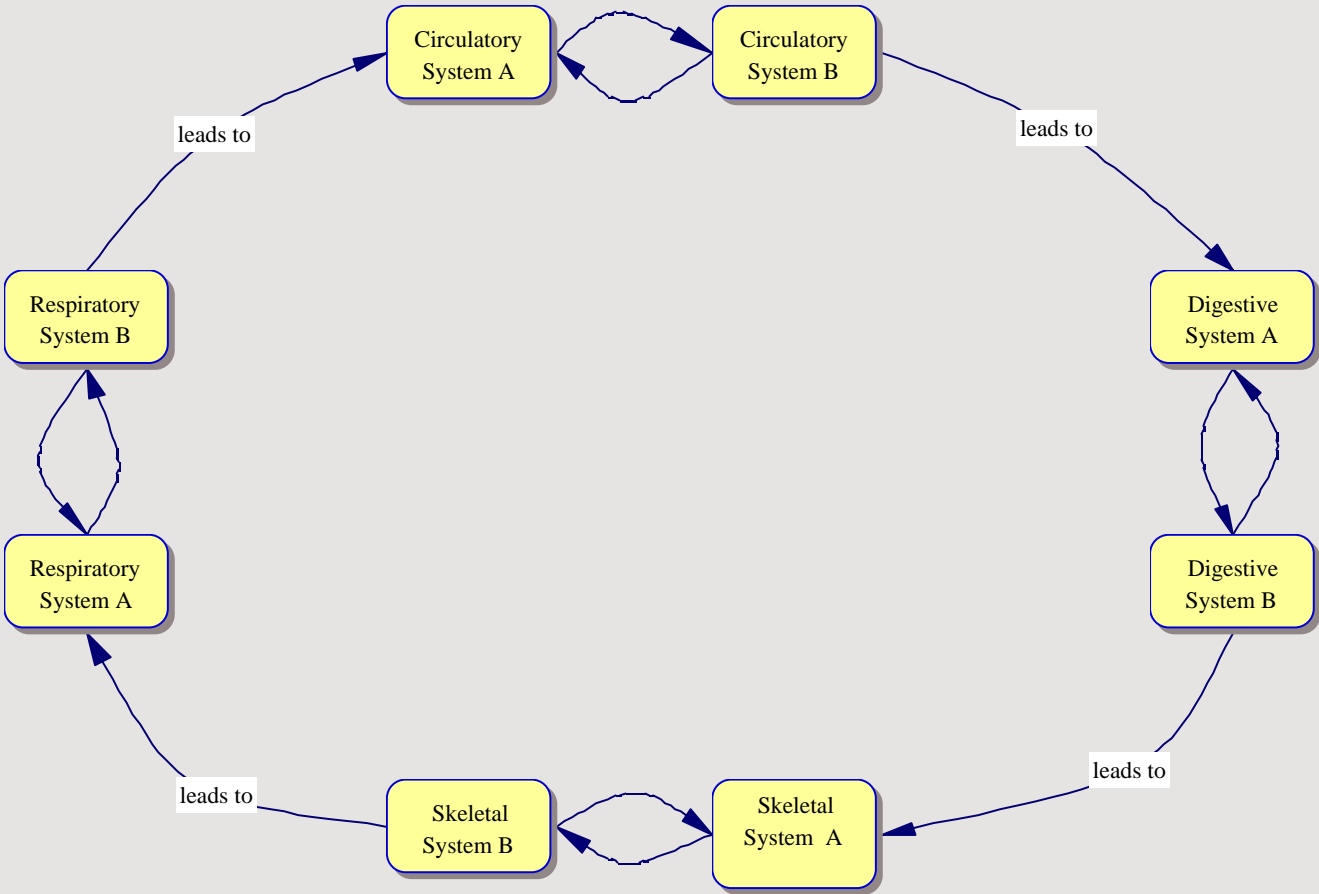 Circulatory
System A
Circulatory
System B
leads to
leads to
Respiratory
System B
Digestive
System A
Respiratory
System A
Digestive
System B
leads to
leads to
Skeletal
System B
Skeletal
System  A